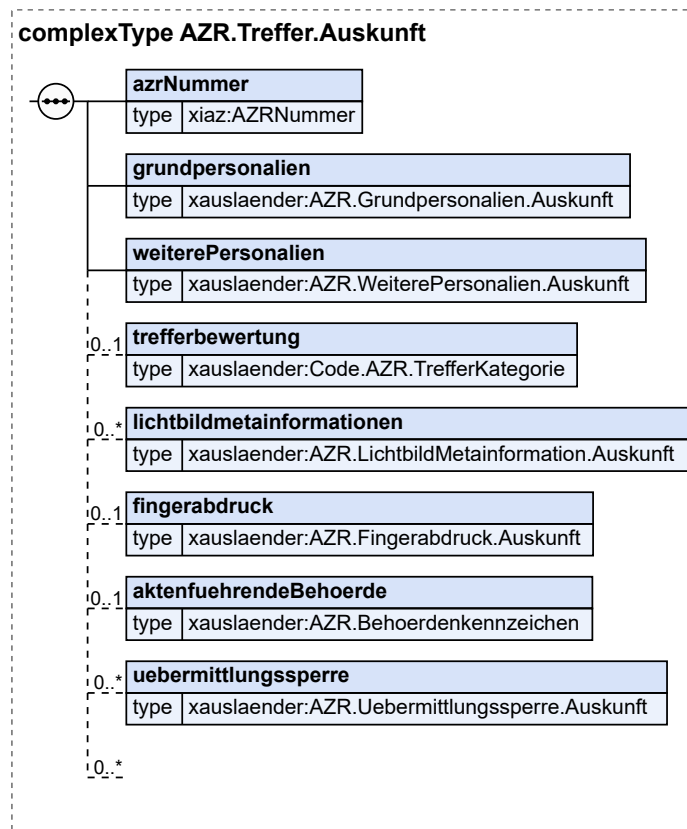 complexType AZR.Treffer.Auskunft
azrNummer
type xiaz:AZRNummer
grundpersonalien
type xauslaender:AZR.Grundpersonalien.Auskunft
weiterePersonalien
type xauslaender:AZR.WeiterePersonalien.Auskunft
0..1 trefferbewertung
type xauslaender:Code.AZR.TrefferKategorie
0..* lichtbildmetainformationen
type xauslaender:AZR.LichtbildMetainformation.Auskunft
0..1 fingerabdruck
type xauslaender:AZR.Fingerabdruck.Auskunft
0..1 aktenfuehrendeBehoerde
type xauslaender:AZR.Behoerdenkennzeichen
0..* uebermittlungssperre
type xauslaender:AZR.Uebermittlungssperre.Auskunft
0..*